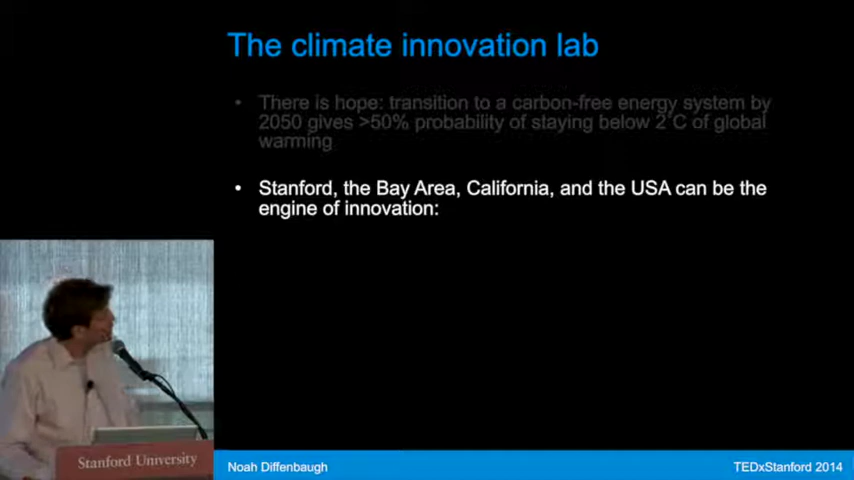 The climate innovation lab
• There is hope: transition to a carbon-free energy system by
2050 gives >50% probability of staying below 2°C of global
warming
• Stanford, the Bay Area, California, and the USA can be the
engine of innovation:
Stanford University
Noah Diffenbaugh
TEDxStanford 2014